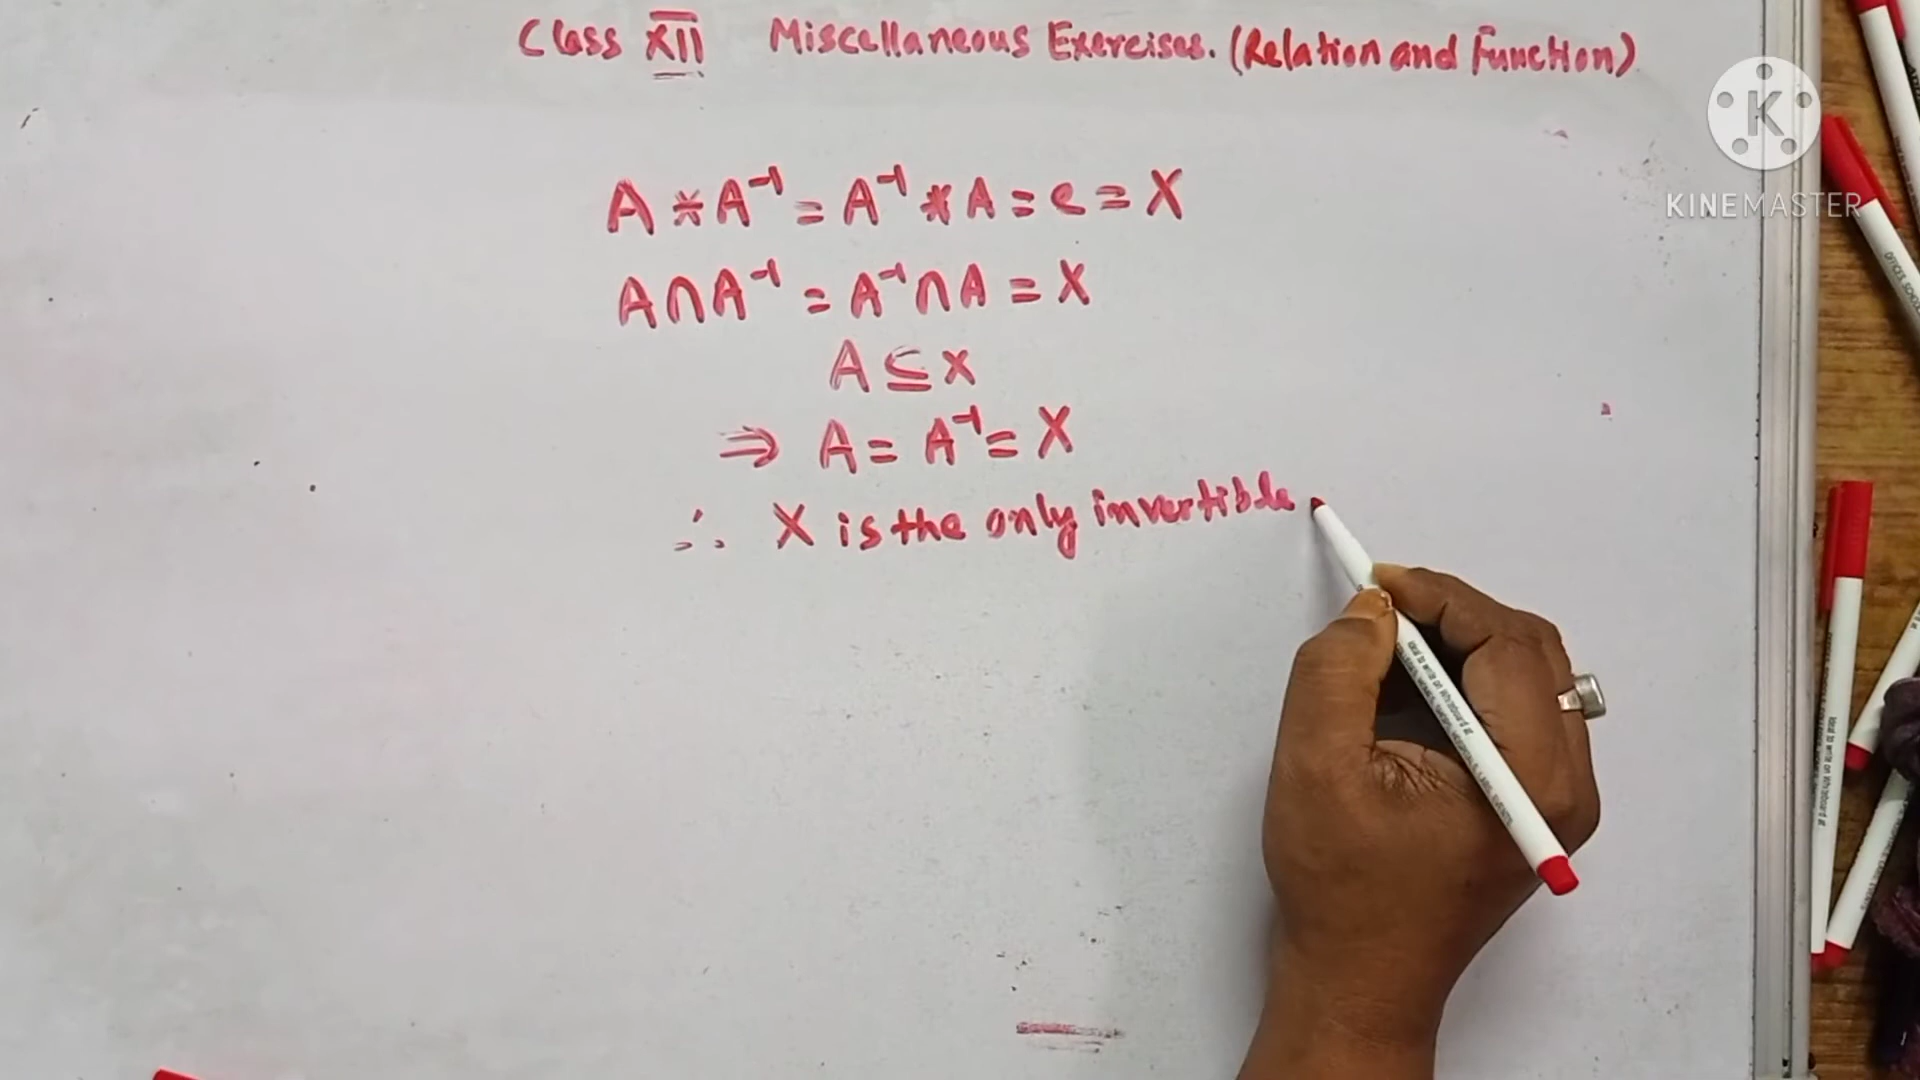 Class XII Miscellaneous Exercises. (Relation and Function)
K
KINEMASTER
A * A⁻¹ = A⁻¹ * A = e = X
A ∩ A⁻¹ = A⁻¹ ∩ A = X
A ⊆ X
⇒ A = A⁻¹ = X
∴ X is the only invertible